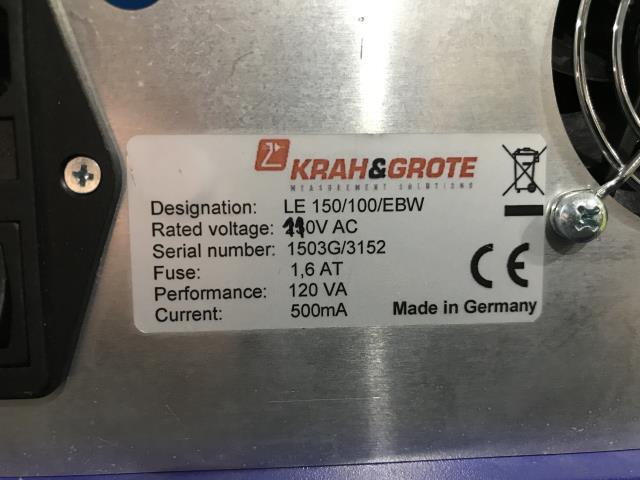 KRAH&GROTE
MEASUREMENT SOLUTIONS
Designation: LE 150/100/EBW
Rated voltage: 110V AC
Serial number: 1503G/3152
Fuse: 1,6 AT
Performance: 120 VA
Current: 500mA
CE
Made in Germany